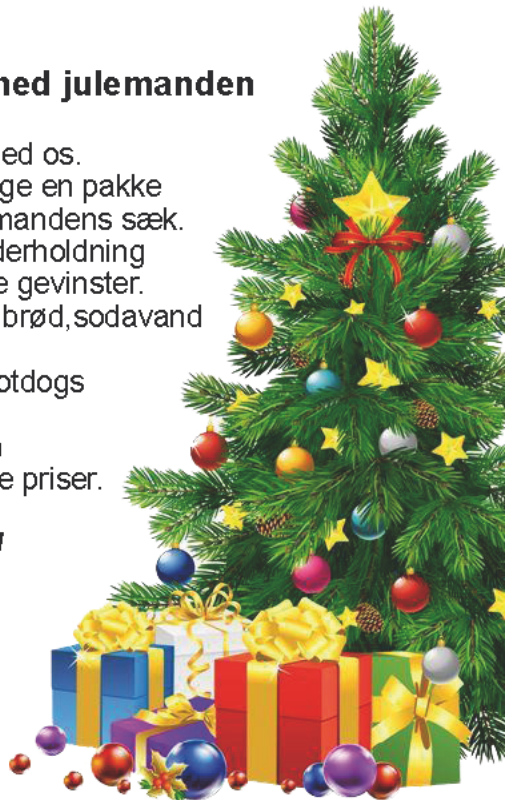 ned julemanden
ed os.
ge en pakke
mandens sæk.
derholdning
e gevinster.
brød,sodavand
otdogs
e priser.